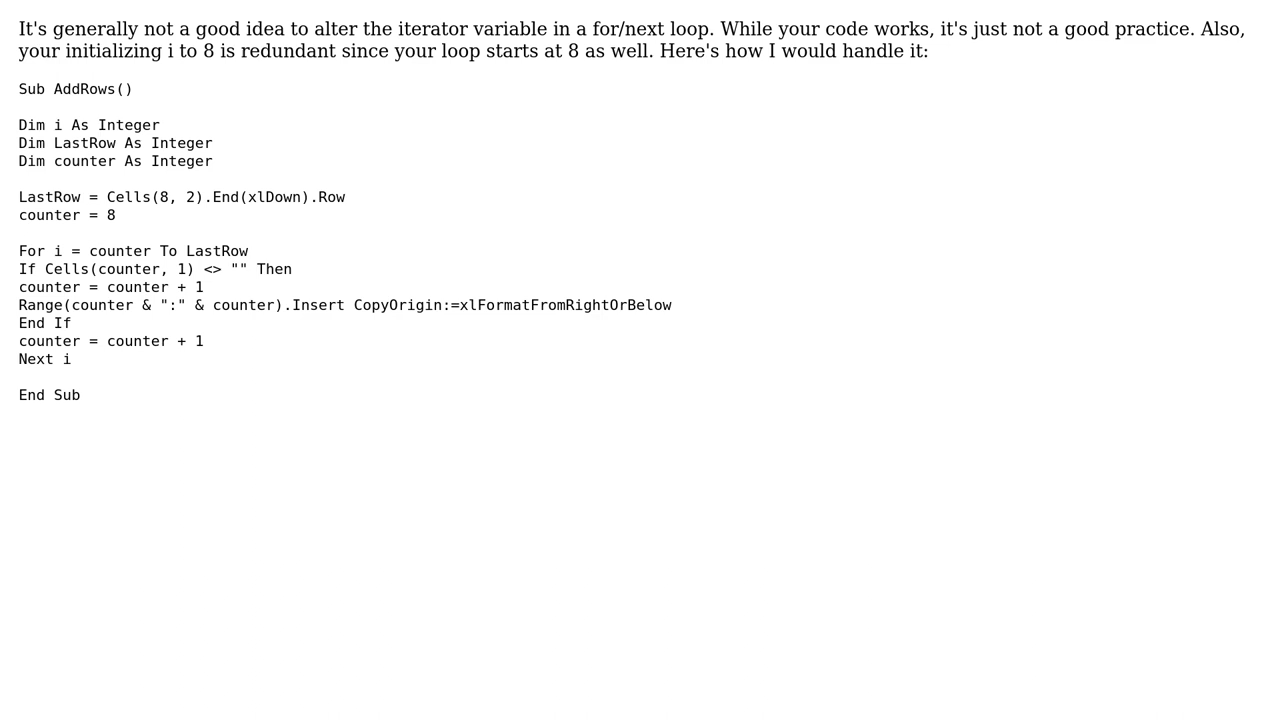 It's generally not a good idea to alter the iterator variable in a for/next loop. While your code works, it's just not a good practice. Also,
your initializing i to 8 is redundant since your loop starts at 8 as well. Here's how I would handle it:
Sub AddRows()
Dim i As Integer
Dim LastRow As Integer
Dim counter As Integer
LastRow = Cells(8, 2).End(xlDown).Row
counter = 8
For i = counter To LastRow
If Cells(counter, 1) <> "" Then
counter = counter + 1
Range(counter & ":" & counter).Insert CopyOrigin:=xlFormatFromRightOrBelow
End If
counter = counter + 1
Next i
End Sub